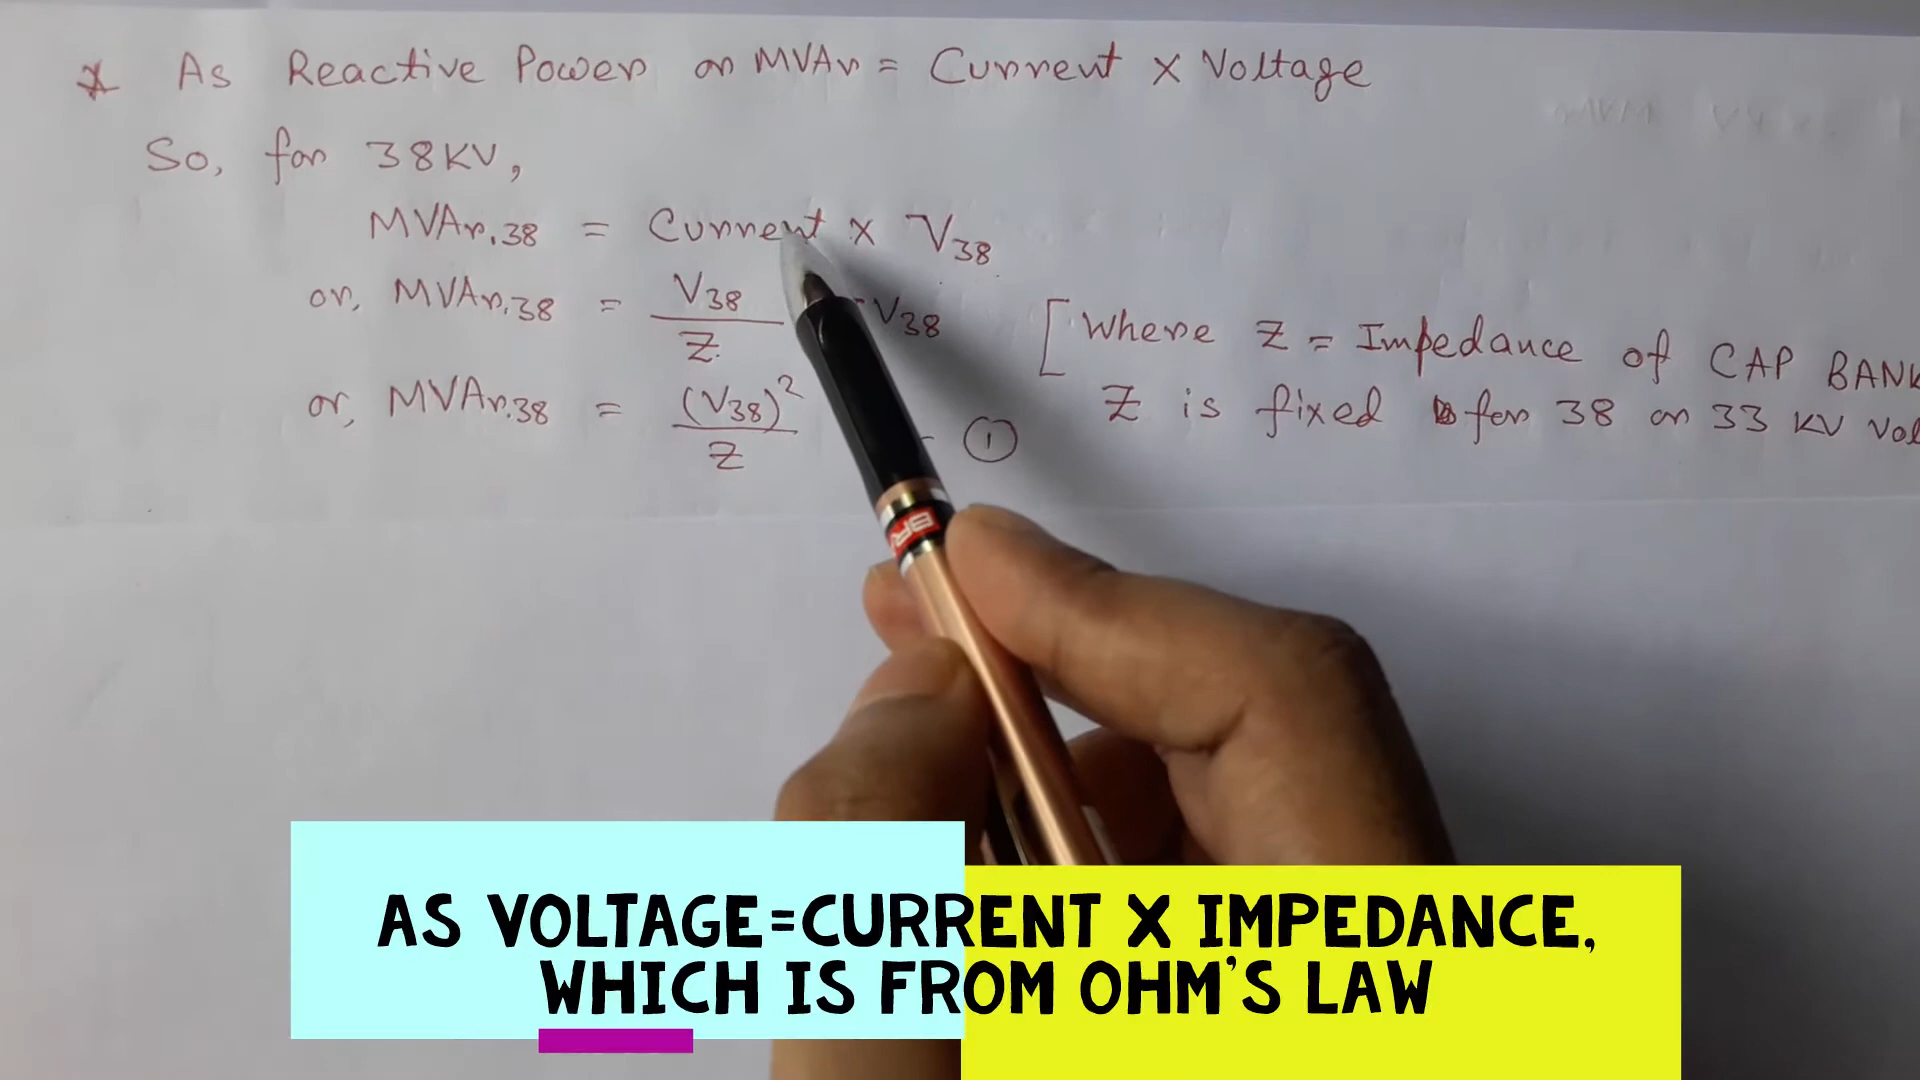 * As Reactive Power or MVAr = Current x Voltage
So, for 38KV,
MVAr.38 = Current x V38
or, MVAr.38 = V38 / Z V38 [Where Z = Impedance of CAP BANK
or, MVAr.38 = (V38)² / Z - ① Z is fixed for 38 or 33 KV Vol
AS VOLTAGE=CURRENT X IMPEDANCE,
WHICH IS FROM OHM'S LAW